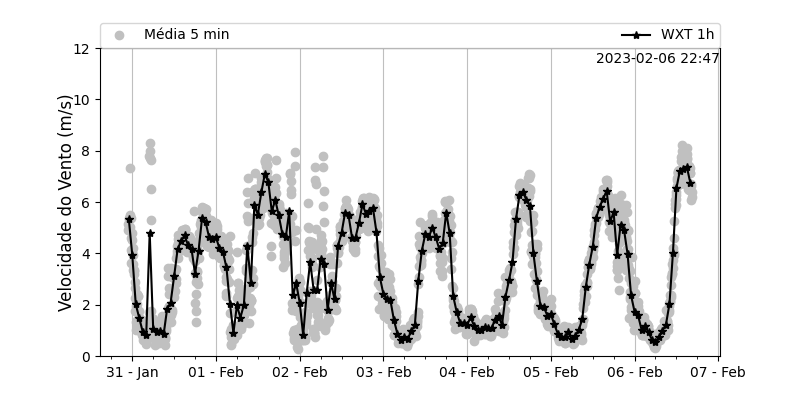 Média 5 min
WXT 1h
2023-02-06 22:47
Velocidade do Vento (m/s)
12
10
8
6
4
2
0
31 - Jan
01 - Feb
02 - Feb
03 - Feb
04 - Feb
05 - Feb
06 - Feb
07 - Feb